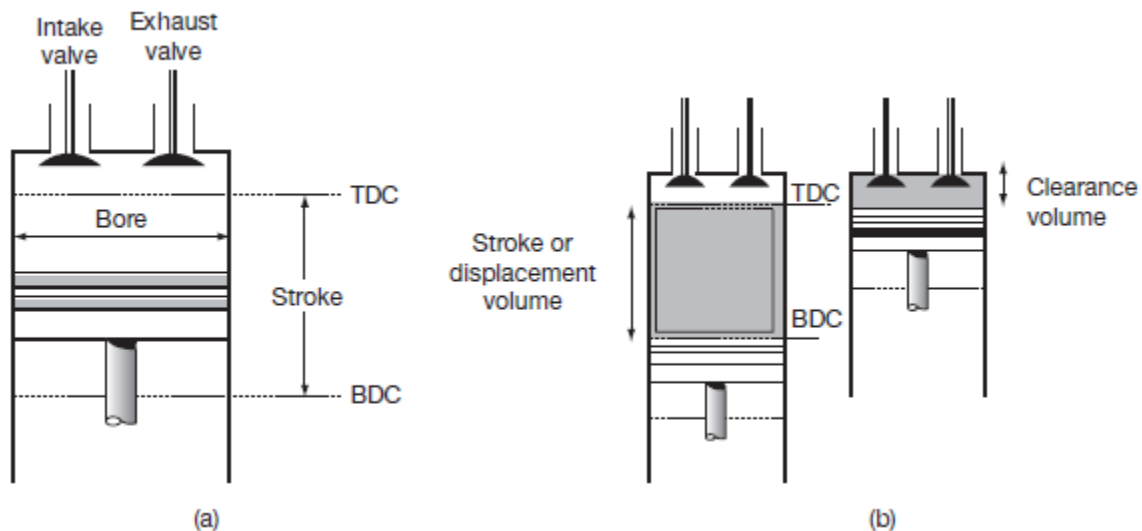 Intake
valve
Exhaust
valve
TDC
Bore
Stroke
BDC
(a)
Stroke or
displacement
volume
TDC
BDC
Clearance
volume
(b)